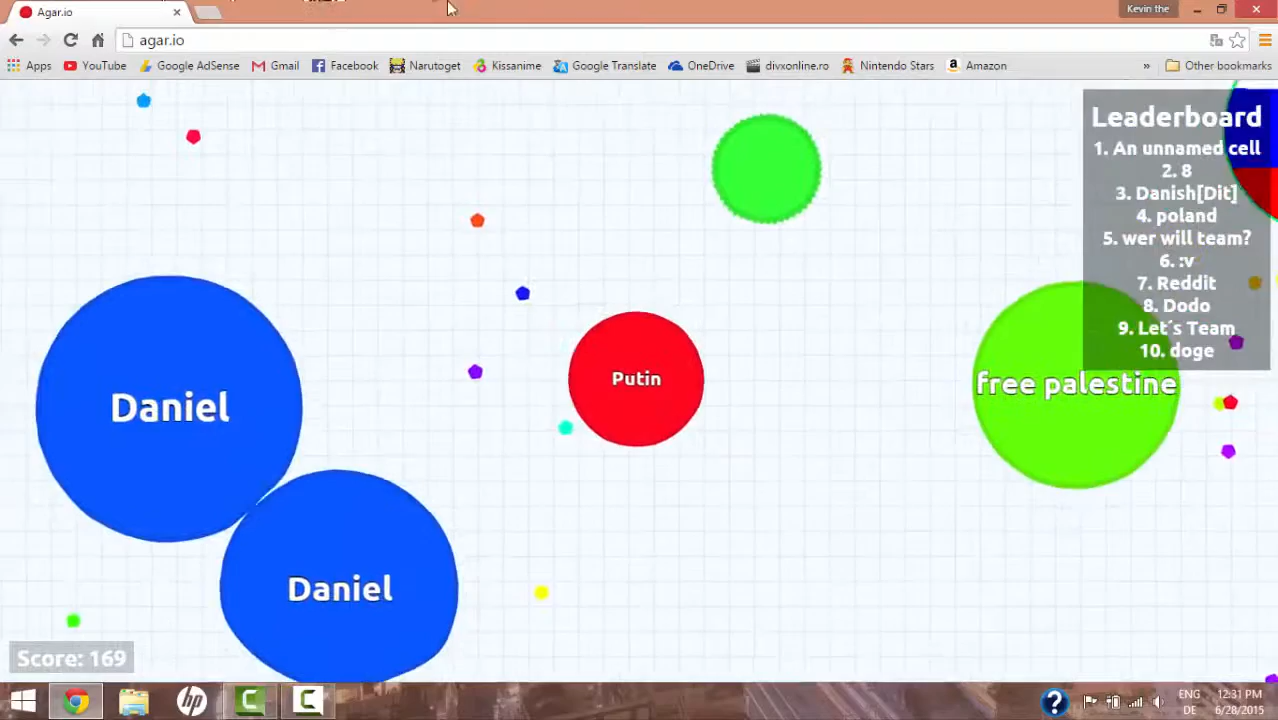 Agar.io
Kevin the
agar.io
Apps YouTube Google AdSense Gmail Facebook Narutoget Kissanime Google Translate OneDrive divxonline.ro Nintendo Stars Amazon » Other bookmarks
Leaderboard
1. An unnamed cell
2. 8
3. Danish[Dit]
4. poland
5. wer will team?
6. :v
7. Reddit
8. Dodo
9. Let´s Team
10. doge
Putin
free palestine
Daniel
Daniel
Score: 169
ENG 12:31 PM
DE 6/28/2015